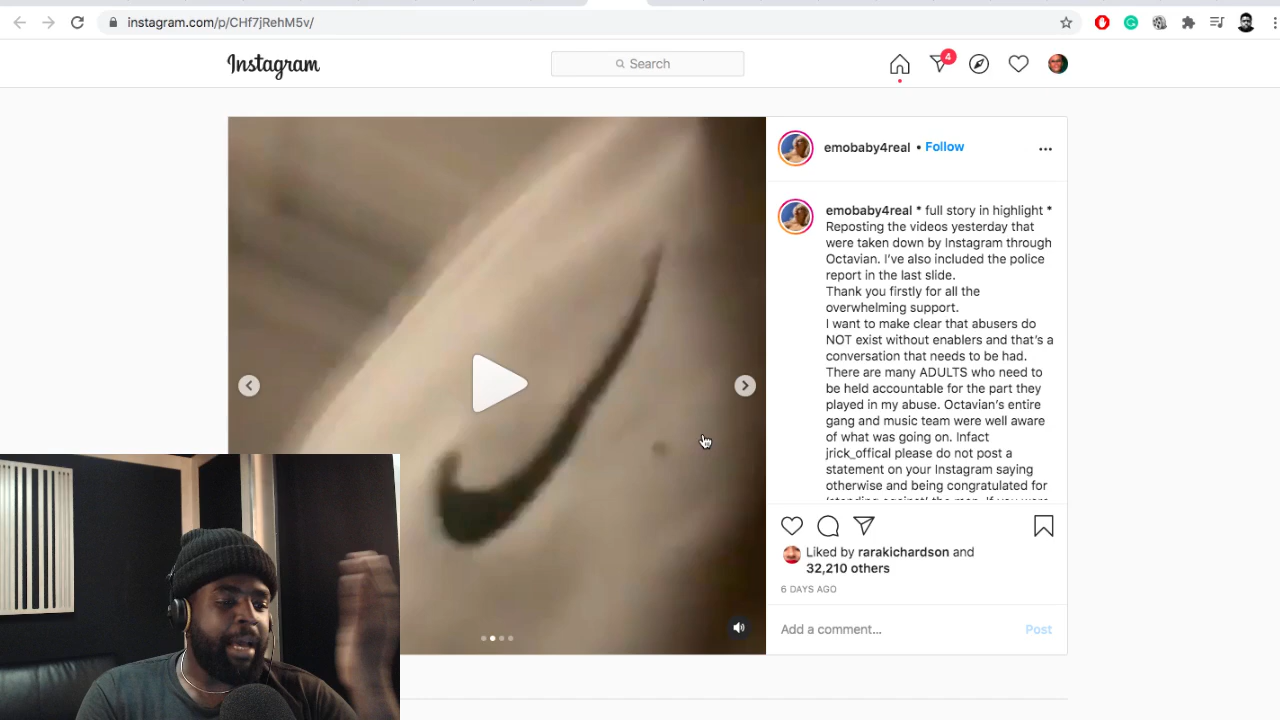 instagram.com/p/CHf7jRehM5v/
Instagram
Search
4
emobaby4real • Follow
emobaby4real * full story in highlight *
Reposting the videos yesterday that
were taken down by Instagram through
Octavian. I've also included the police
report in the last slide.
Thank you firstly for all the
overwhelming support.
I want to make clear that abusers do
NOT exist without enablers and that's a
conversation that needs to be had.
There are many ADULTS who need to
be held accountable for the part they
played in my abuse. Octavian's entire
gang and music team were well aware
of what was going on. Infact
jrick_offical please do not post a
statement on your Instagram saying
otherwise and being congratulated for
Liked by rarakichardson and
32,210 others
6 DAYS AGO
Add a comment...
Post